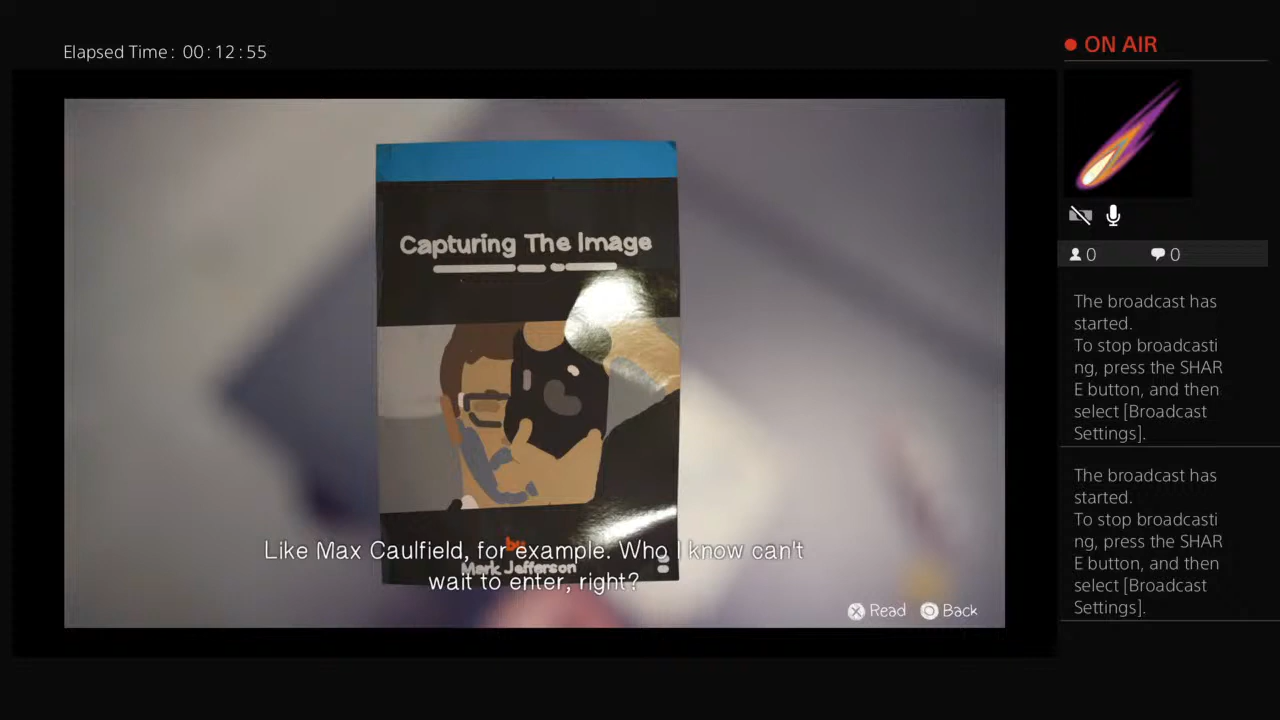 Elapsed Time: 00:12:55
ON AIR
Capturing The Image
by
Mark Jefferson
Like Max Caulfield, for example. Who I know can't
wait to enter, right?
Read
Back
0
0
The broadcast has
started.
To stop broadcasti
ng, press the SHAR
E button, and then
select [Broadcast
Settings].
The broadcast has
started.
To stop broadcasti
ng, press the SHAR
E button, and then
select [Broadcast
Settings].